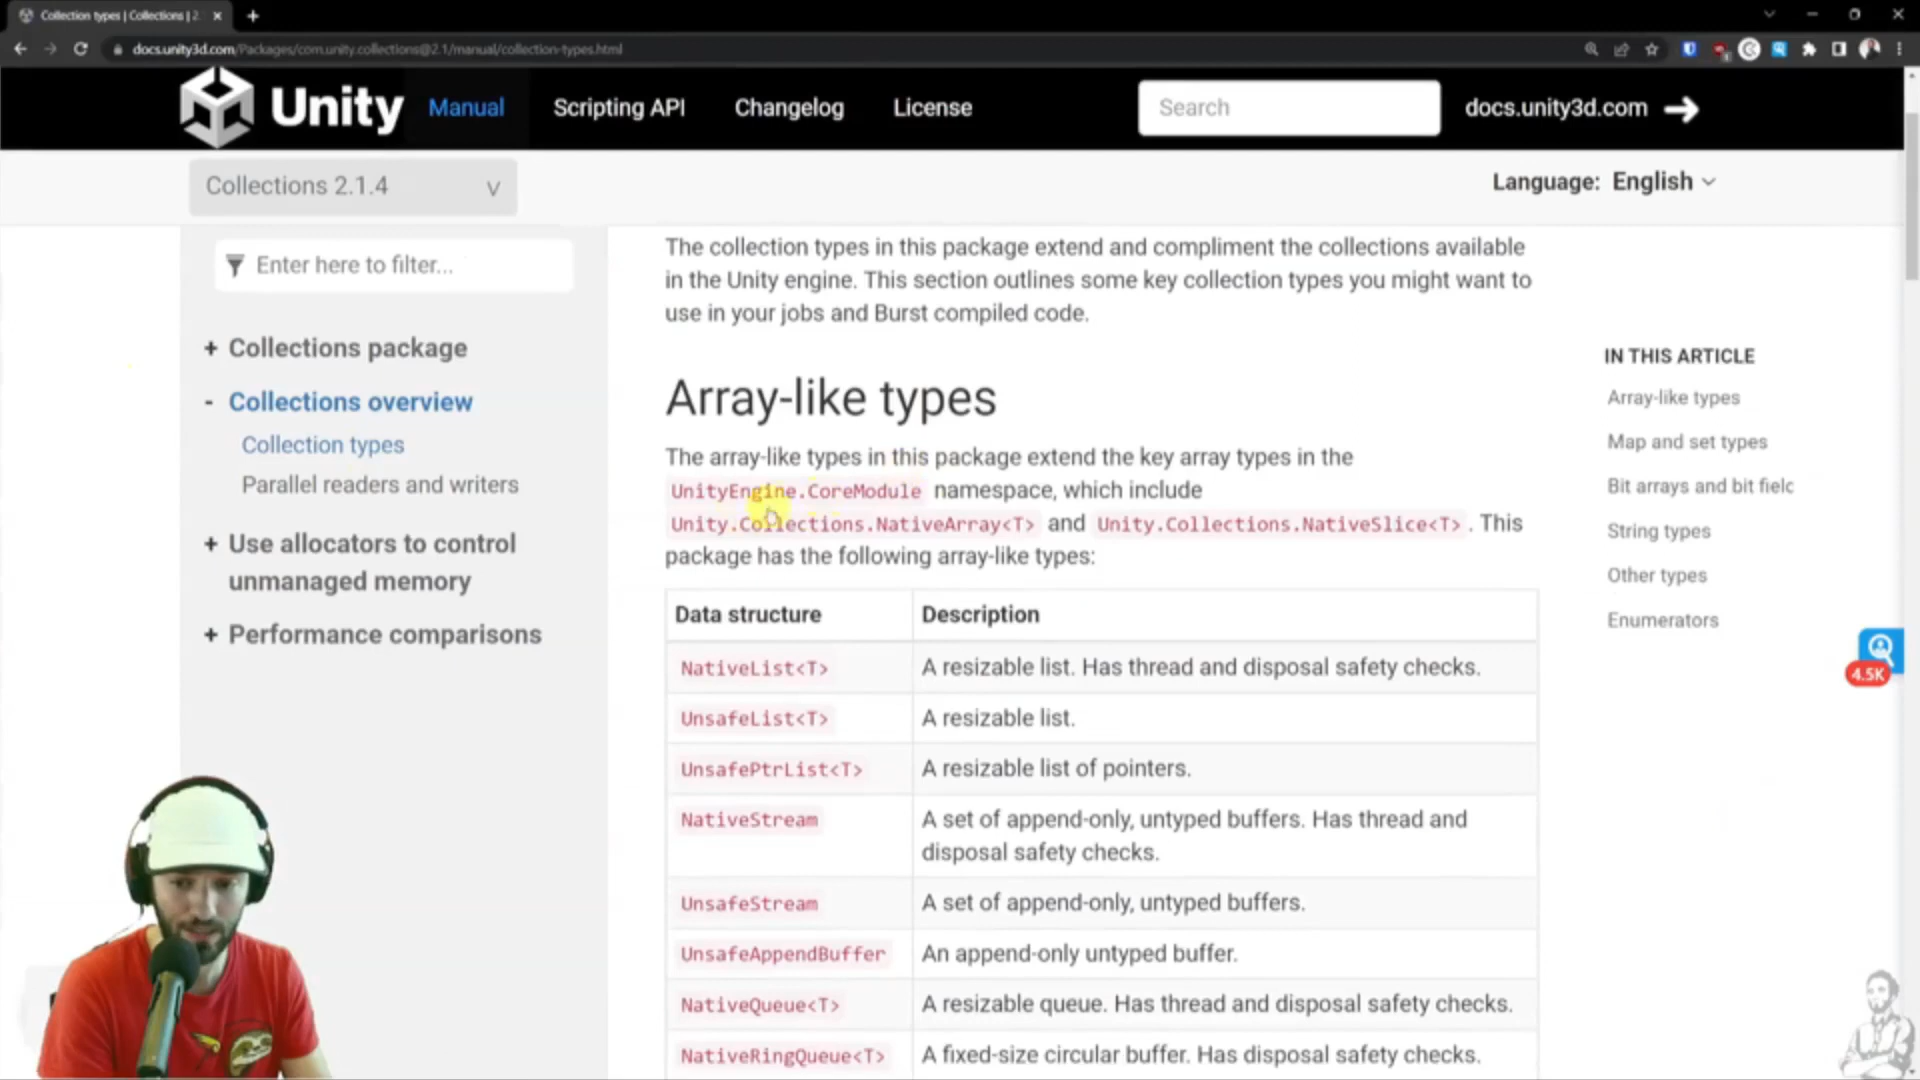 Collection types | Collections | 2
docs.unity3d.com/Packages/com.unity.collections@2.1/manual/collection-types.html
Unity
Manual
Scripting API
Changelog
License
Search
docs.unity3d.com
Collections 2.1.4
Language: English
Enter here to filter...
+ Collections package
- Collections overview
Collection types
Parallel readers and writers
+ Use allocators to control
unmanaged memory
+ Performance comparisons
The collection types in this package extend and compliment the collections available
in the Unity engine. This section outlines some key collection types you might want to
use in your jobs and Burst compiled code.
Array-like types
The array-like types in this package extend the key array types in the
UnityEngine.CoreModule namespace, which include
Unity.Collections.NativeArray<T> and Unity.Collections.NativeSlice<T> . This
package has the following array-like types:
Data structure Description
NativeList<T> A resizable list. Has thread and disposal safety checks.
UnsafeList<T> A resizable list.
UnsafePtrList<T> A resizable list of pointers.
NativeStream A set of append-only, untyped buffers. Has thread and
disposal safety checks.
UnsafeStream A set of append-only, untyped buffers.
UnsafeAppendBuffer An append-only untyped buffer.
NativeQueue<T> A resizable queue. Has thread and disposal safety checks.
NativeRingQueue<T> A fixed-size circular buffer. Has disposal safety checks.
IN THIS ARTICLE
Array-like types
Map and set types
Bit arrays and bit fielc
String types
Other types
Enumerators
4.5K